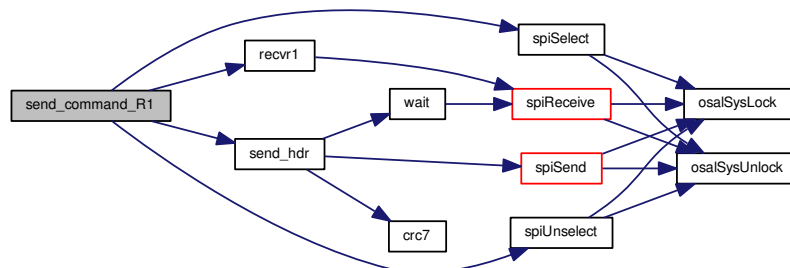 send_command_R1
recvr1
send_hdr
wait
crc7
spiSelect
spiReceive
spiSend
spiUnselect
osalSysLock
osalSysUnlock